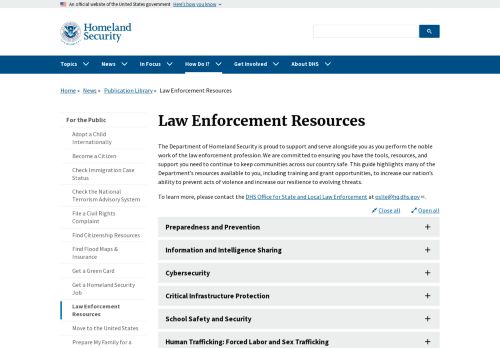 An official website of the United States government Here's how you know
Homeland
Security
Topics
News
In Focus
How Do I?
Get Involved
About DHS
Home » News » Publication Library » Law Enforcement Resources
For the Public
Adopt a Child
Internationally
Become a Citizen
Check Immigration Case
Status
Check the National
Terrorism Advisory System
File a Civil Rights
Complaint
Find Citizenship Resources
Find Flood Maps &
Insurance
Get a Green Card
Get a Homeland Security
Job
Law Enforcement
Resources
Move to the United States
Prepare My Family for a
Law Enforcement Resources
The Department of Homeland Security is proud to support and serve alongside you as you perform the noble
work of the law enforcement profession. We are committed to ensuring you have the tools, resources, and
support you need to continue to keep communities across our country safe. This guide highlights many of the
Department's resources available to you, including training and grant opportunities, to increase our nation's
ability to prevent acts of violence and increase our resilience to evolving threats.
To learn more, please contact the DHS Office for State and Local Law Enforcement at oslle@hq.dhs.gov.
Close all
Open all
Preparedness and Prevention
Information and Intelligence Sharing
Cybersecurity
Critical Infrastructure Protection
School Safety and Security
Human Trafficking: Forced Labor and Sex Trafficking